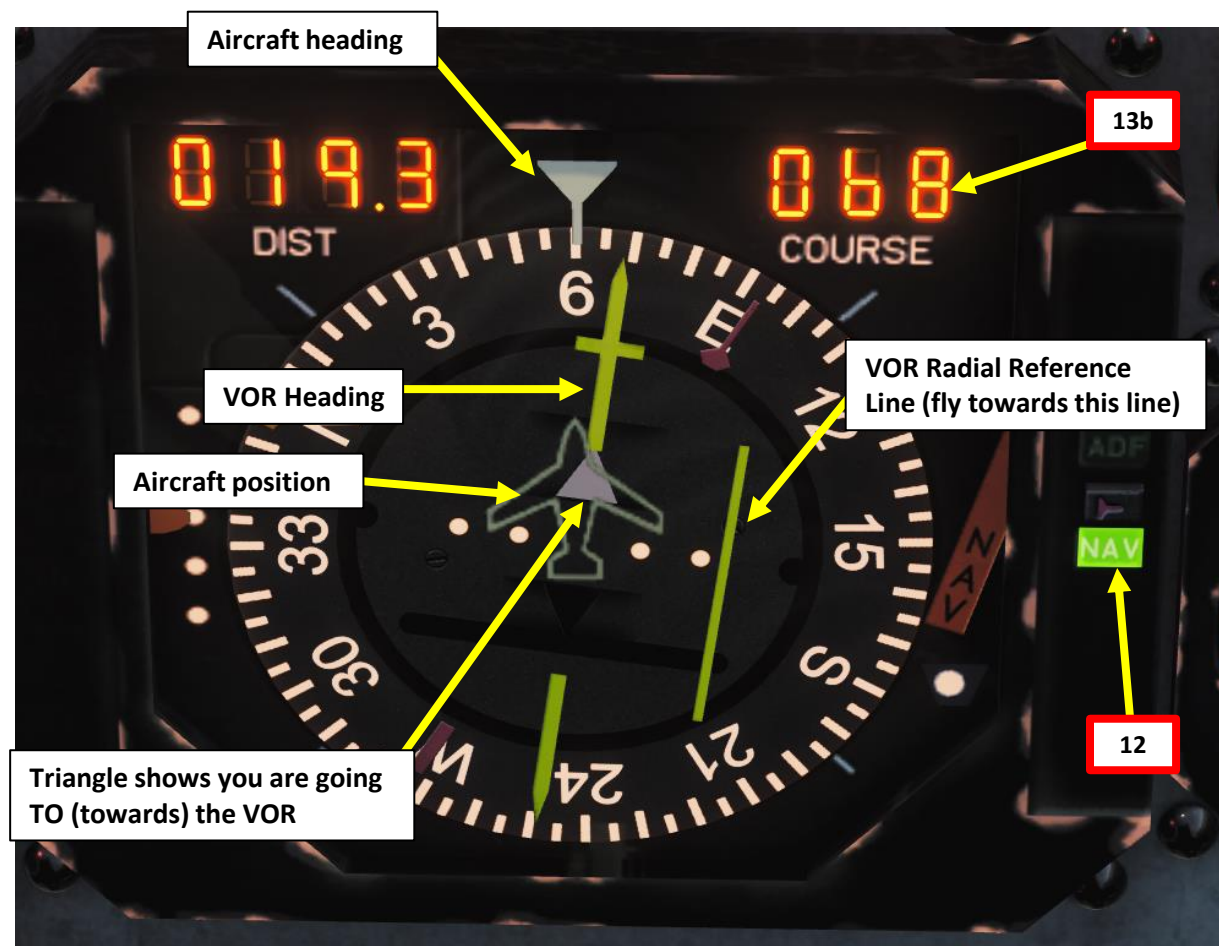 Aircraft heading
13b
019.3
068
DIST
COURSE
3
6
E
12
15
S
21
24
W
30
33
VOR Heading
VOR Radial Reference
Line (fly towards this line)
Aircraft position
ADF
NAV
NAV
12
Triangle shows you are going
TO (towards) the VOR